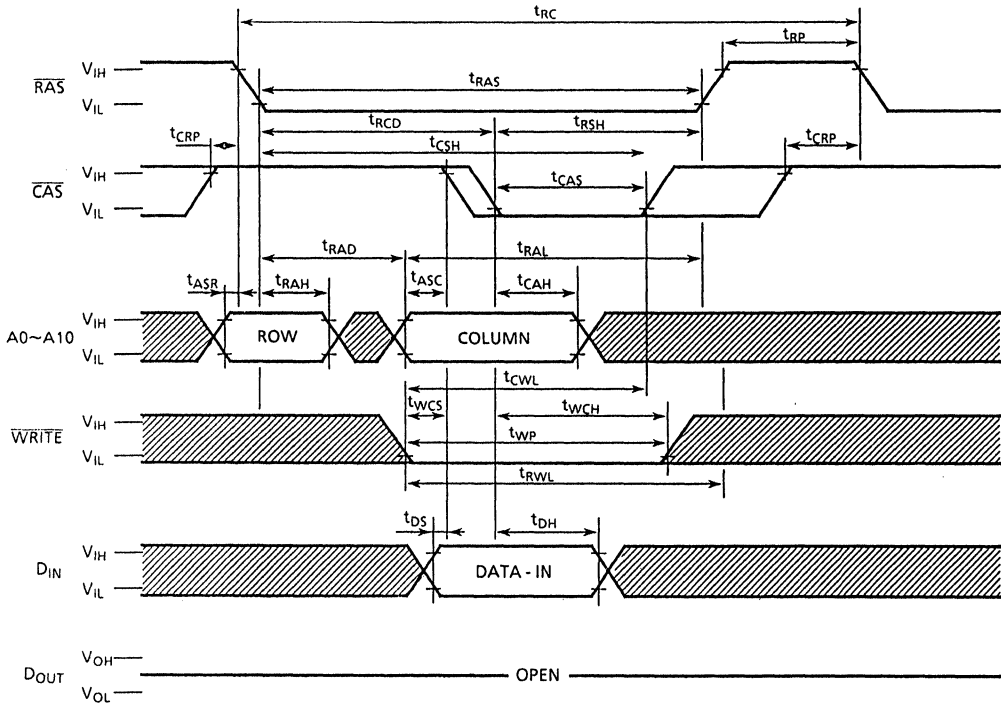 tRC
tRP
VIH
RAS
VIL
tRAS
tRCD
tRSH
tCRP
tCSH
tCRP
VIH
CAS
VIL
tCAS
tRAD
tRAL
tASR
tRAH
tASC
tCAH
VIH
A0~A10
VIL
ROW
COLUMN
tCWL
tWCS
tWCH
VIH
WRITE
VIL
tWP
tRWL
tDS
tDH
VIH
DIN
VIL
DATA - IN
VOH
DOUT
VOL
OPEN